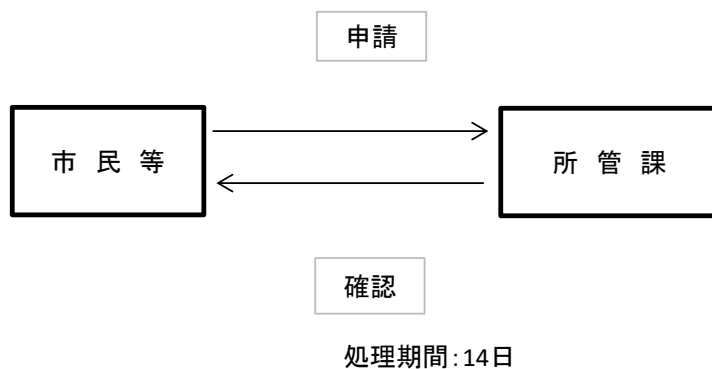 申請
市 民 等
所 管 課
確認
処理期間：14日